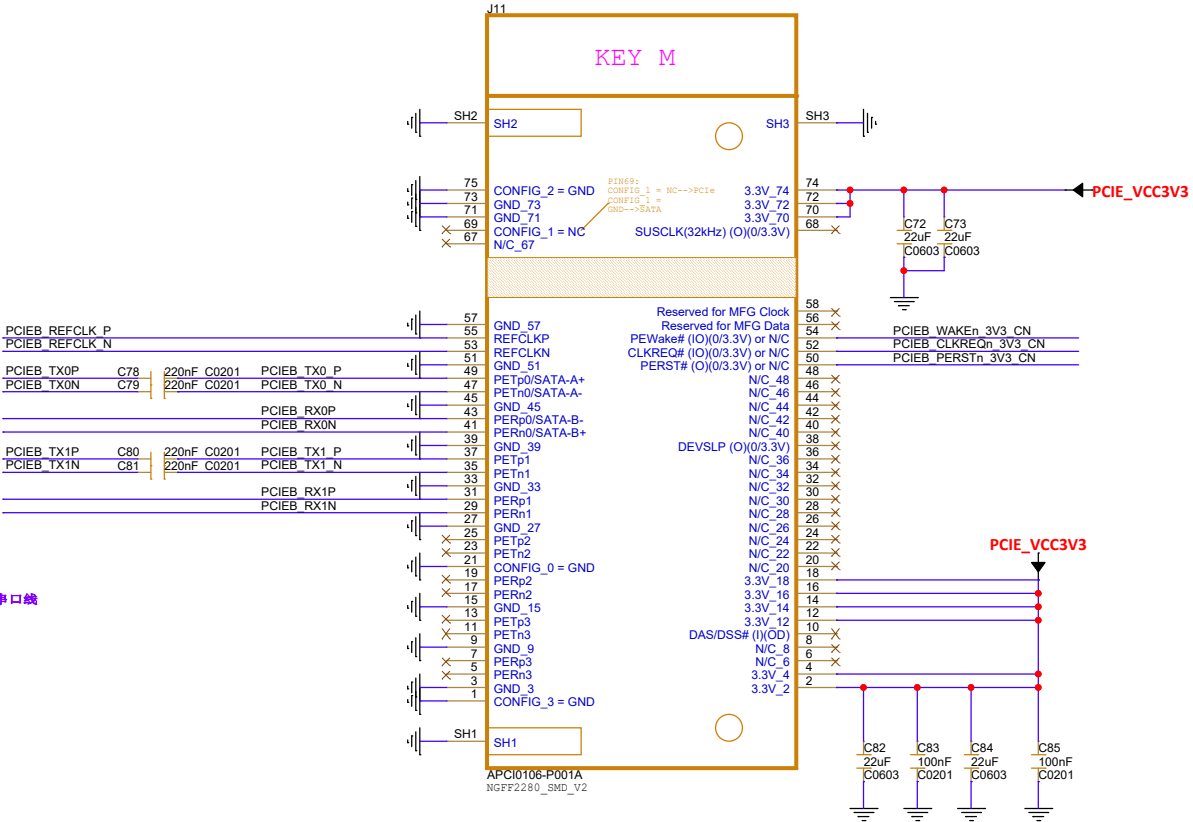 J11
KEY M
SH2
SH2
SH3
SH3
PIN69:
CONFIG_1 = NC-->PCIe
CONFIG_1 =
GND-->SATA
75
CONFIG_2 = GND
73
GND_73
71
GND_71
69
CONFIG_1 = NC
67
N/C_67
74
3.3V_74
72
3.3V_72
70
3.3V_70
68
SUSCLK(32kHz) (O)(0/3.3V)
PCIE_VCC3V3
C72
22uF
C0603
C73
22uF
C0603
57
GND_57
PCIEB_REFCLK_P
55
REFCLKP
PCIEB_REFCLK_N
53
REFCLKN
51
GND_51
PCIEB_TX0P
C78
220nF C0201
PCIEB_TX0_P
49
PETp0/SATA-A+
PCIEB_TX0N
C79
220nF C0201
PCIEB_TX0_N
47
PETn0/SATA-A-
45
GND_45
PCIEB_RX0P
43
PERp0/SATA-B-
PCIEB_RX0N
41
PERn0/SATA-B+
39
GND_39
PCIEB_TX1P
C80
220nF C0201
PCIEB_TX1_P
37
PETp1
PCIEB_TX1N
C81
220nF C0201
PCIEB_TX1_N
35
PETn1
33
GND_33
PCIEB_RX1P
31
PERp1
PCIEB_RX1N
29
PERn1
27
GND_27
25
PETp2
23
PETn2
21
CONFIG_0 = GND
19
PERp2
17
PERn2
15
GND_15
13
PETp3
11
PETn3
9
GND_9
7
PERp3
5
PERn3
3
GND_3
1
CONFIG_3 = GND
口线
58
Reserved for MFG Clock
56
Reserved for MFG Data
54
PEWake# (IO)(0/3.3V) or N/C
PCIEB_WAKEn_3V3_CN
52
CLKREQ# (IO)(0/3.3V) or N/C
PCIEB_CLKREQn_3V3_CN
50
PERST# (O)(0/3.3V) or N/C
PCIEB_PERSTn_3V3_CN
48
N/C_48
46
N/C_46
44
N/C_44
42
N/C_42
40
N/C_40
38
DEVSLP (O)(0/3.3V)
36
N/C_36
34
N/C_34
32
N/C_32
30
N/C_30
28
N/C_28
26
N/C_26
24
N/C_24
22
N/C_22
20
N/C_20
18
3.3V_18
16
3.3V_16
14
3.3V_14
12
3.3V_12
10
DAS/DSS# (I)(OD)
8
N/C_8
6
N/C_6
4
3.3V_4
2
3.3V_2
PCIE_VCC3V3
SH1
SH1
C82
22uF
C0603
C83
100nF
C0201
C84
22uF
C0603
C85
100nF
C0201
APCI0106-P001A
NGFF2280_SMD_V2